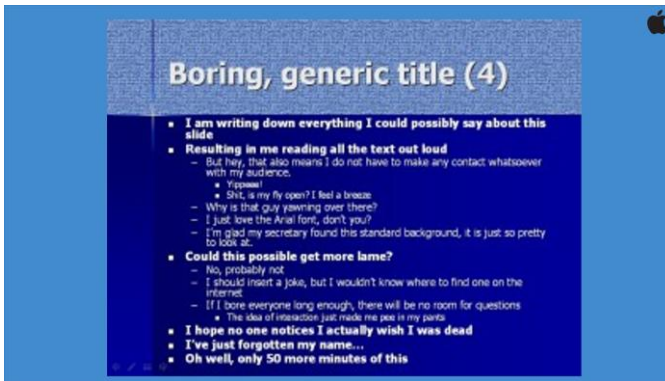 Boring, generic title (4)
I am writing down everything I could possibly say about this
slide
Resulting in me reading all the text out loud
But hey, that also means I do not have to make any contact whatsoever
with my audience.
Yippeee!
Shit, is my fly open? I feel a breeze
Why is that guy yawning over there?
I just love the Arial font, don't you?
I'm glad my secretary found this standard background, it is just so pretty
to look at.
Could this possible get more lame?
No, probably not
I should insert a joke, but I wouldn't know where to find one on the
internet
If I bore everyone long enough, there will be no room for questions
The idea of interaction just made me pee in my pants
I hope no one notices I actually wish I was dead
I've just forgotten my name...
Oh well, only 50 more minutes of this